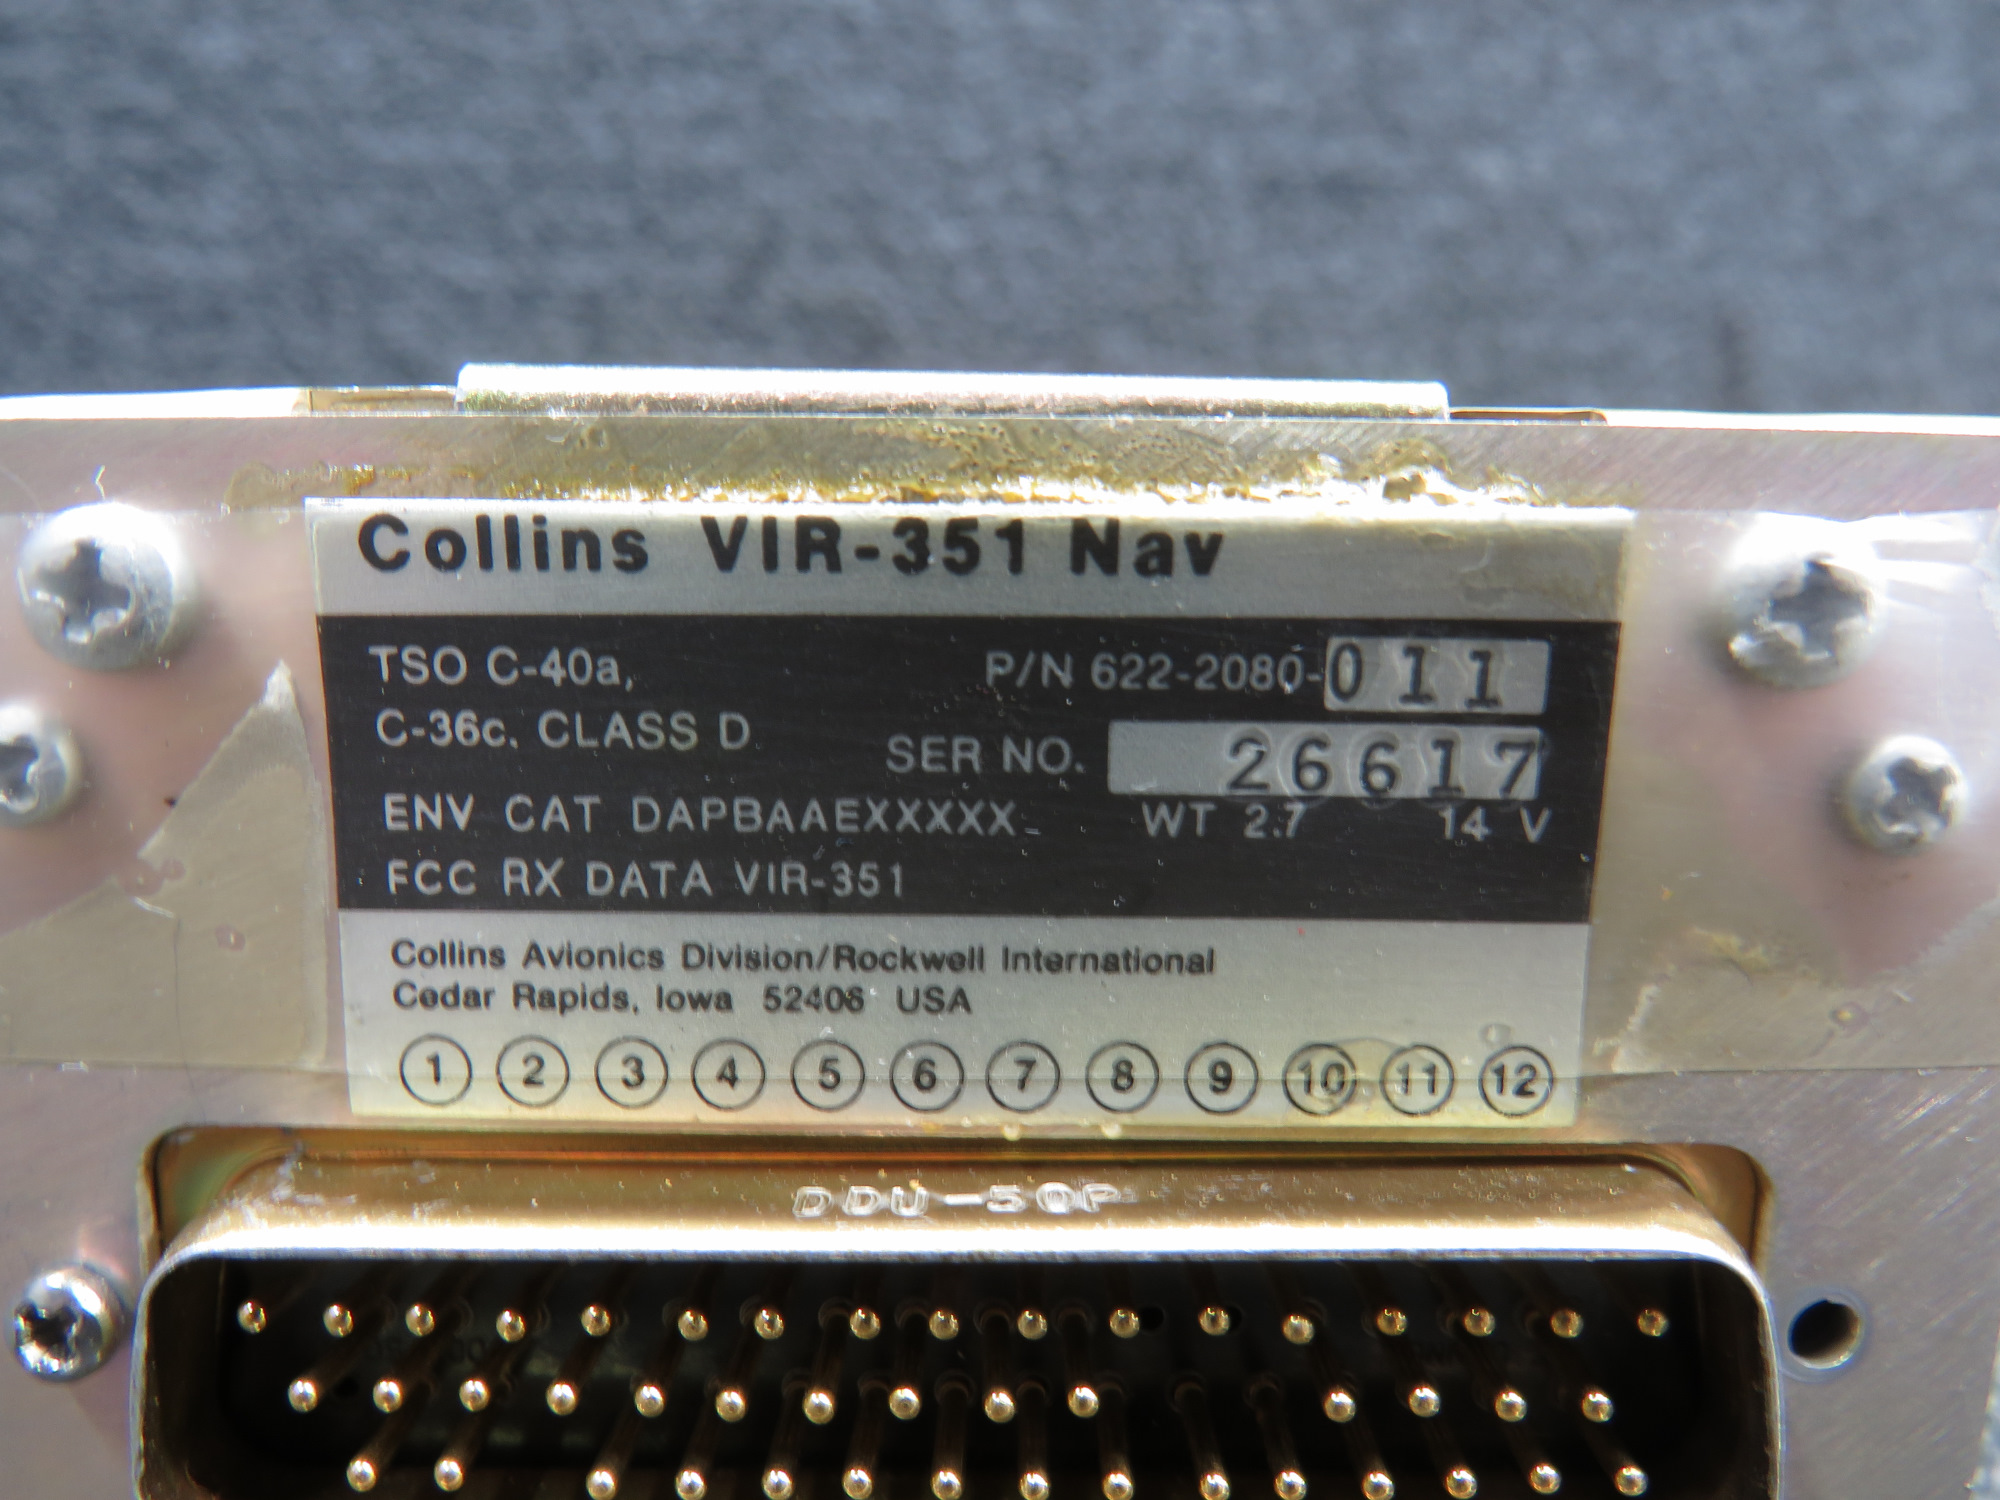 Collins VIR-351 Nav
TSO C-40a, P/N 622-2080-011
C-36c. CLASS D SER NO. 26617
ENV CAT DAPBAAEXXXXX WT 2.7 14 V
FCC RX DATA VIR-351
Collins Avionics Division/Rockwell International
Cedar Rapids, Iowa 52406 USA
1 2 3 4 5 6 7 8 9 10 11 12
DDU-50P